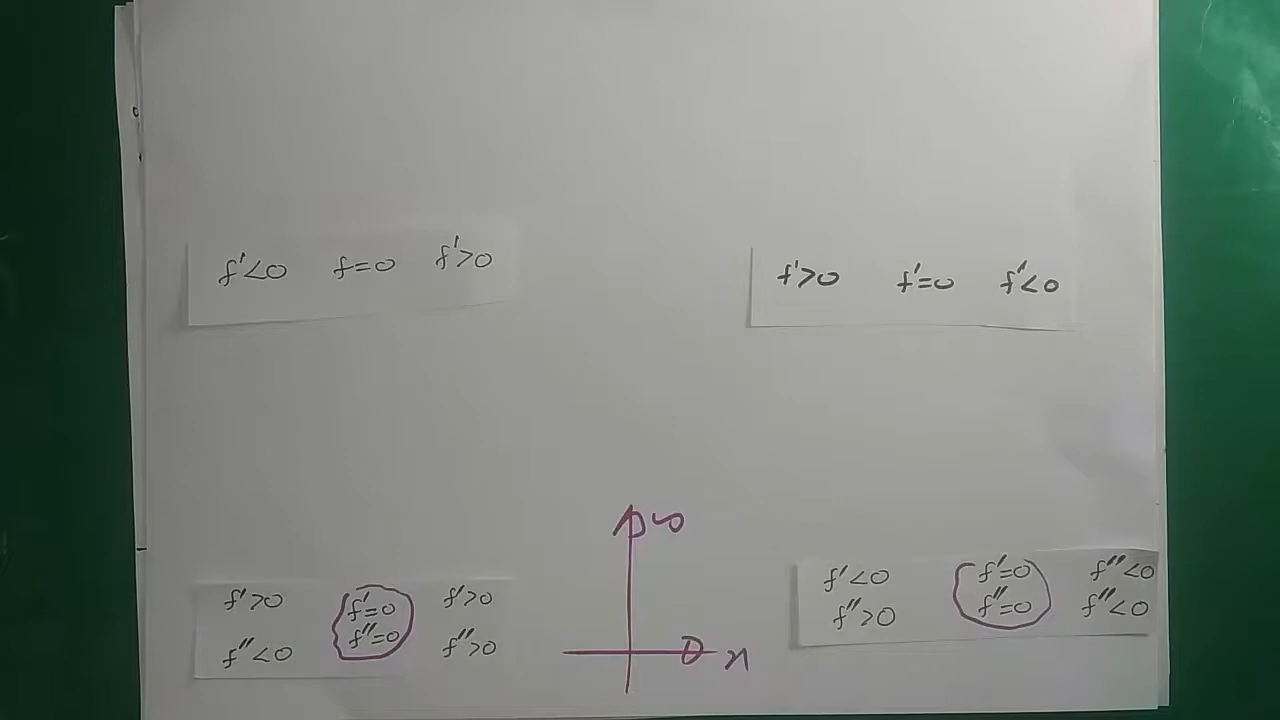 f'<0 f=0 f'>0
f'>0 f'=0 f'<0
f'>0 f'=0 f'>0
f''<0 f''=0 f''>0
x
f'<0 f'=0 f''<0
f''>0 f''=0 f''<0